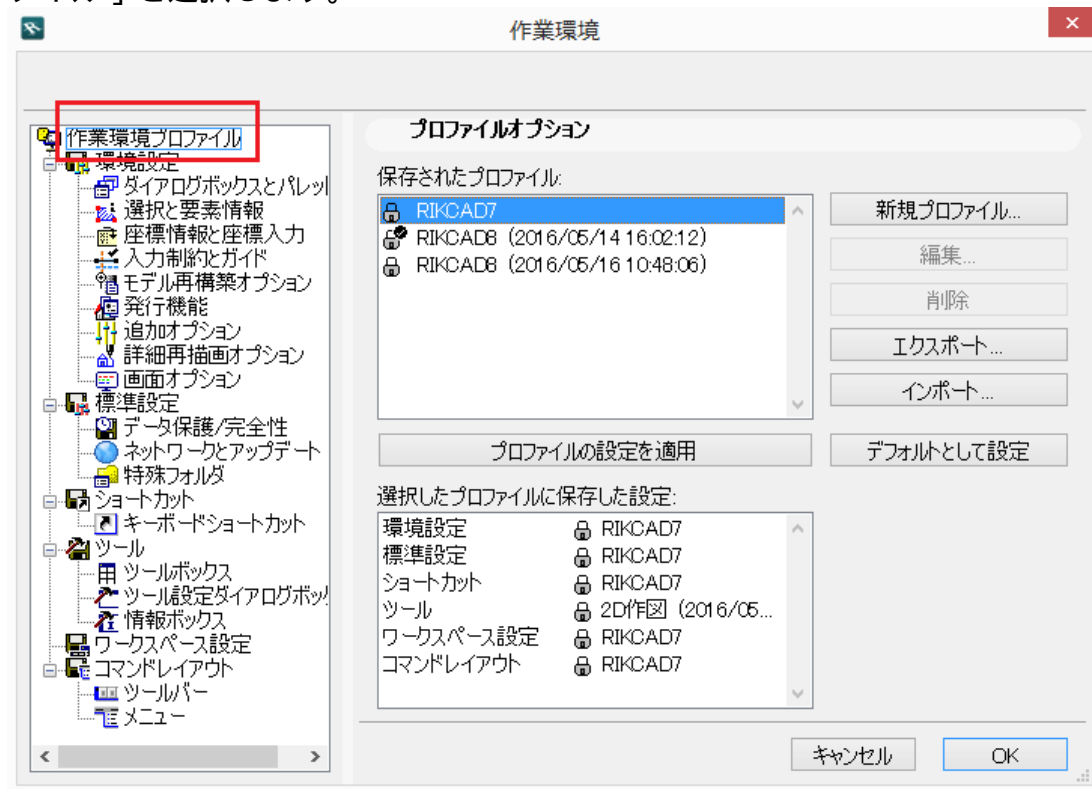 作業環境
作業環境プロファイル
環境設定
ダイアログボックスとパレッ
選択と要素情報
座標情報と座標入力
入力制約とガイド
モデル再構築オプション
発行機能
追加オプション
詳細再描画オプション
画面オプション
標準設定
データ保護/完全性
ネットワークとアップデート
特殊フォルダ
ショートカット
キーボードショートカット
ツール
ツールボックス
ツール設定ダイアログボッ
情報ボックス
ワークスペース設定
コマンドレイアウト
ツールバー
メニュー
プロファイルオプション
保存されたプロファイル:
RIKCAD7
RIKCAD8 (2016/05/14 16:02:12)
RIKCAD8 (2016/05/16 10:48:06)
新規プロファイル...
編集...
削除
エクスポート...
インポート...
プロファイルの設定を適用
デフォルトとして設定
選択したプロファイルに保存した設定:
環境設定 RIKCAD7
標準設定 RIKCAD7
ショートカット RIKCAD7
ツール 2D作図 (2016/05...
ワークスペース設定 RIKCAD7
コマンドレイアウト RIKCAD7
キャンセル
OK